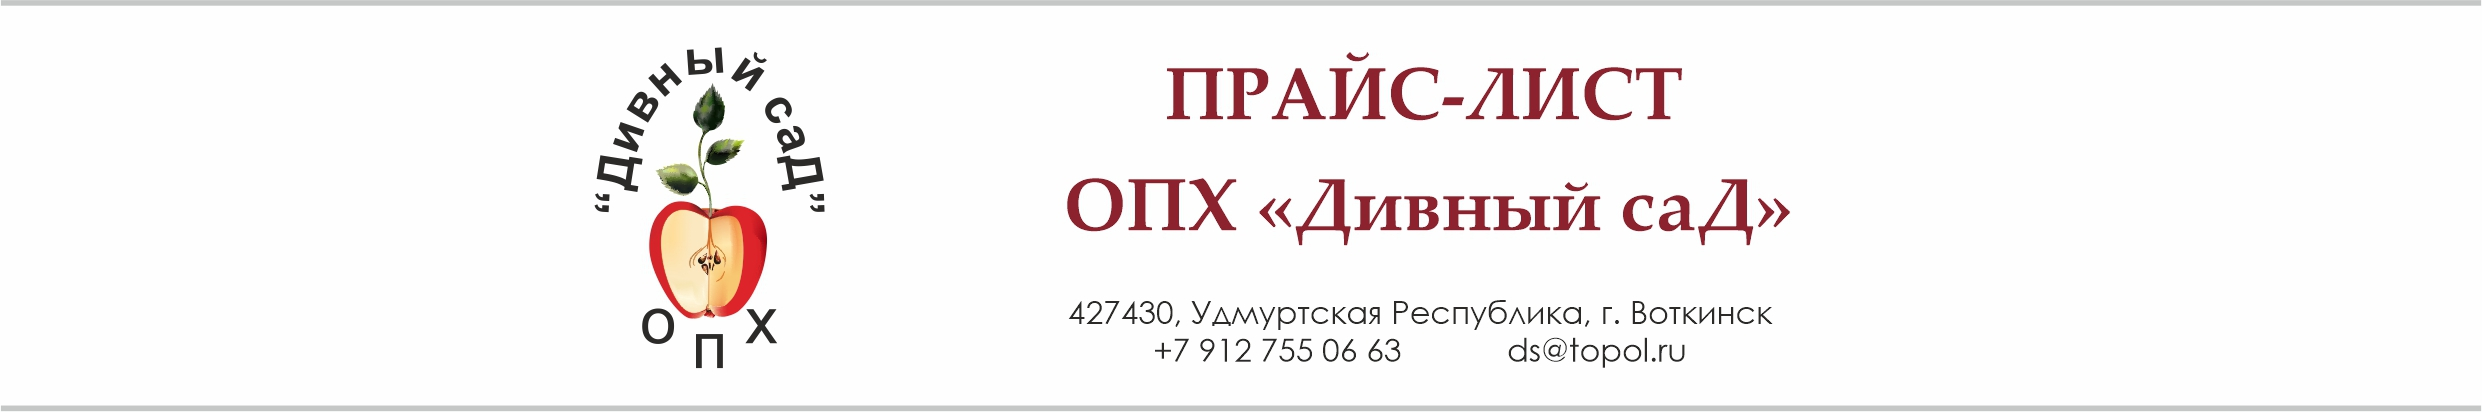 "Дивный саД"
ОПХ
ПРАЙС-ЛИСТ
ОПХ «Дивный саД»
427430, Удмуртская Республика, г. Воткинск
+7 912 755 06 63 ds@topol.ru